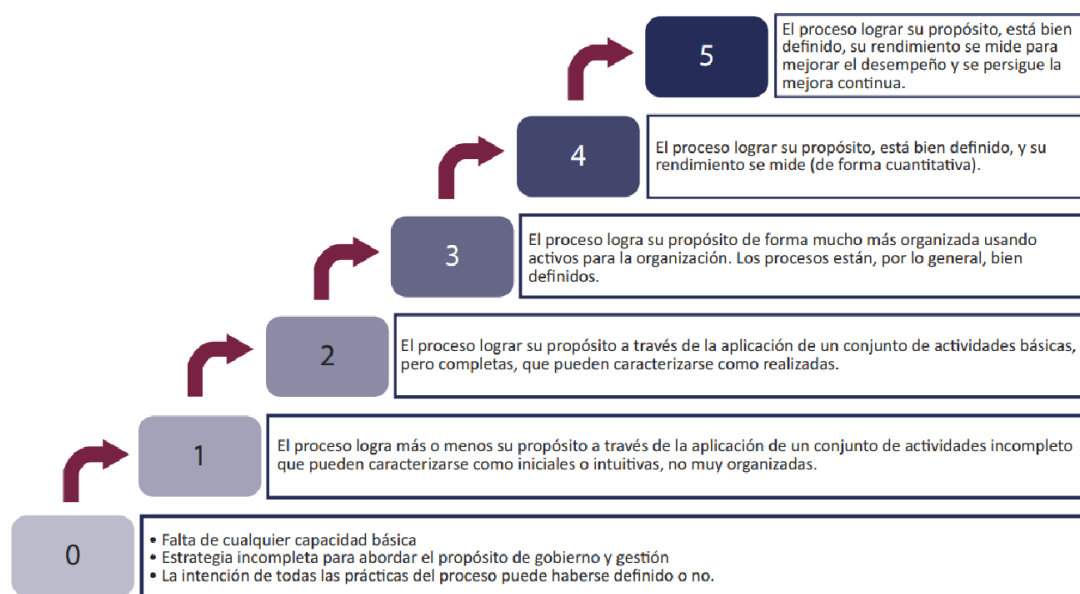 5
El proceso lograr su propósito, está bien
definido, su rendimiento se mide para
mejorar el desempeño y se persigue la
mejora continua.
4
El proceso lograr su propósito, está bien definido, y su
rendimiento se mide (de forma cuantitativa).
3
El proceso logra su propósito de forma mucho más organizada usando
activos para la organización. Los procesos están, por lo general, bien
definidos.
2
El proceso lograr su propósito a través de la aplicación de un conjunto de actividades básicas,
pero completas, que pueden caracterizarse como realizadas.
1
El proceso logra más o menos su propósito a través de la aplicación de un conjunto de actividades incompleto
que pueden caracterizarse como iniciales o intuitivas, no muy organizadas.
0
• Falta de cualquier capacidad básica
• Estrategia incompleta para abordar el propósito de gobierno y gestión
• La intención de todas las prácticas del proceso puede haberse definido o no.